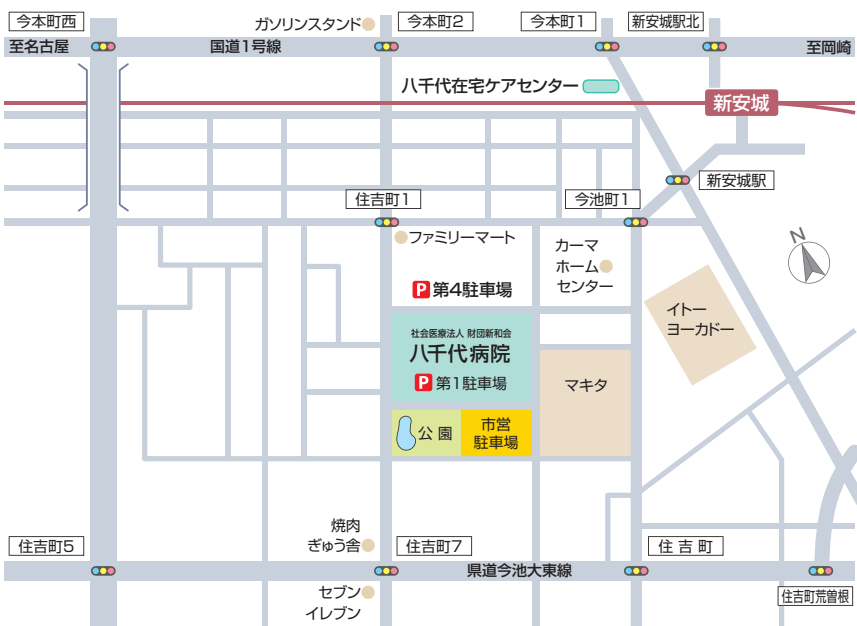 今本町西
ガソリンスタンド
今本町2
今本町1
新安城駅北
至名古屋
国道1号線
至岡崎
八千代在宅ケアセンター
新安城
新安城駅
住吉町1
今池町1
ファミリーマート
カーマ
ホーム
センター
N
P 第4駐車場
イトー
ヨーカドー
社会医療法人 財団新和会
八千代病院
P 第1駐車場
マキタ
公園
市営
駐車場
焼肉
ぎゅう舎
住吉町5
住吉町7
住吉町
県道今池大東線
セブン
イレブン
住吉町荒曽根